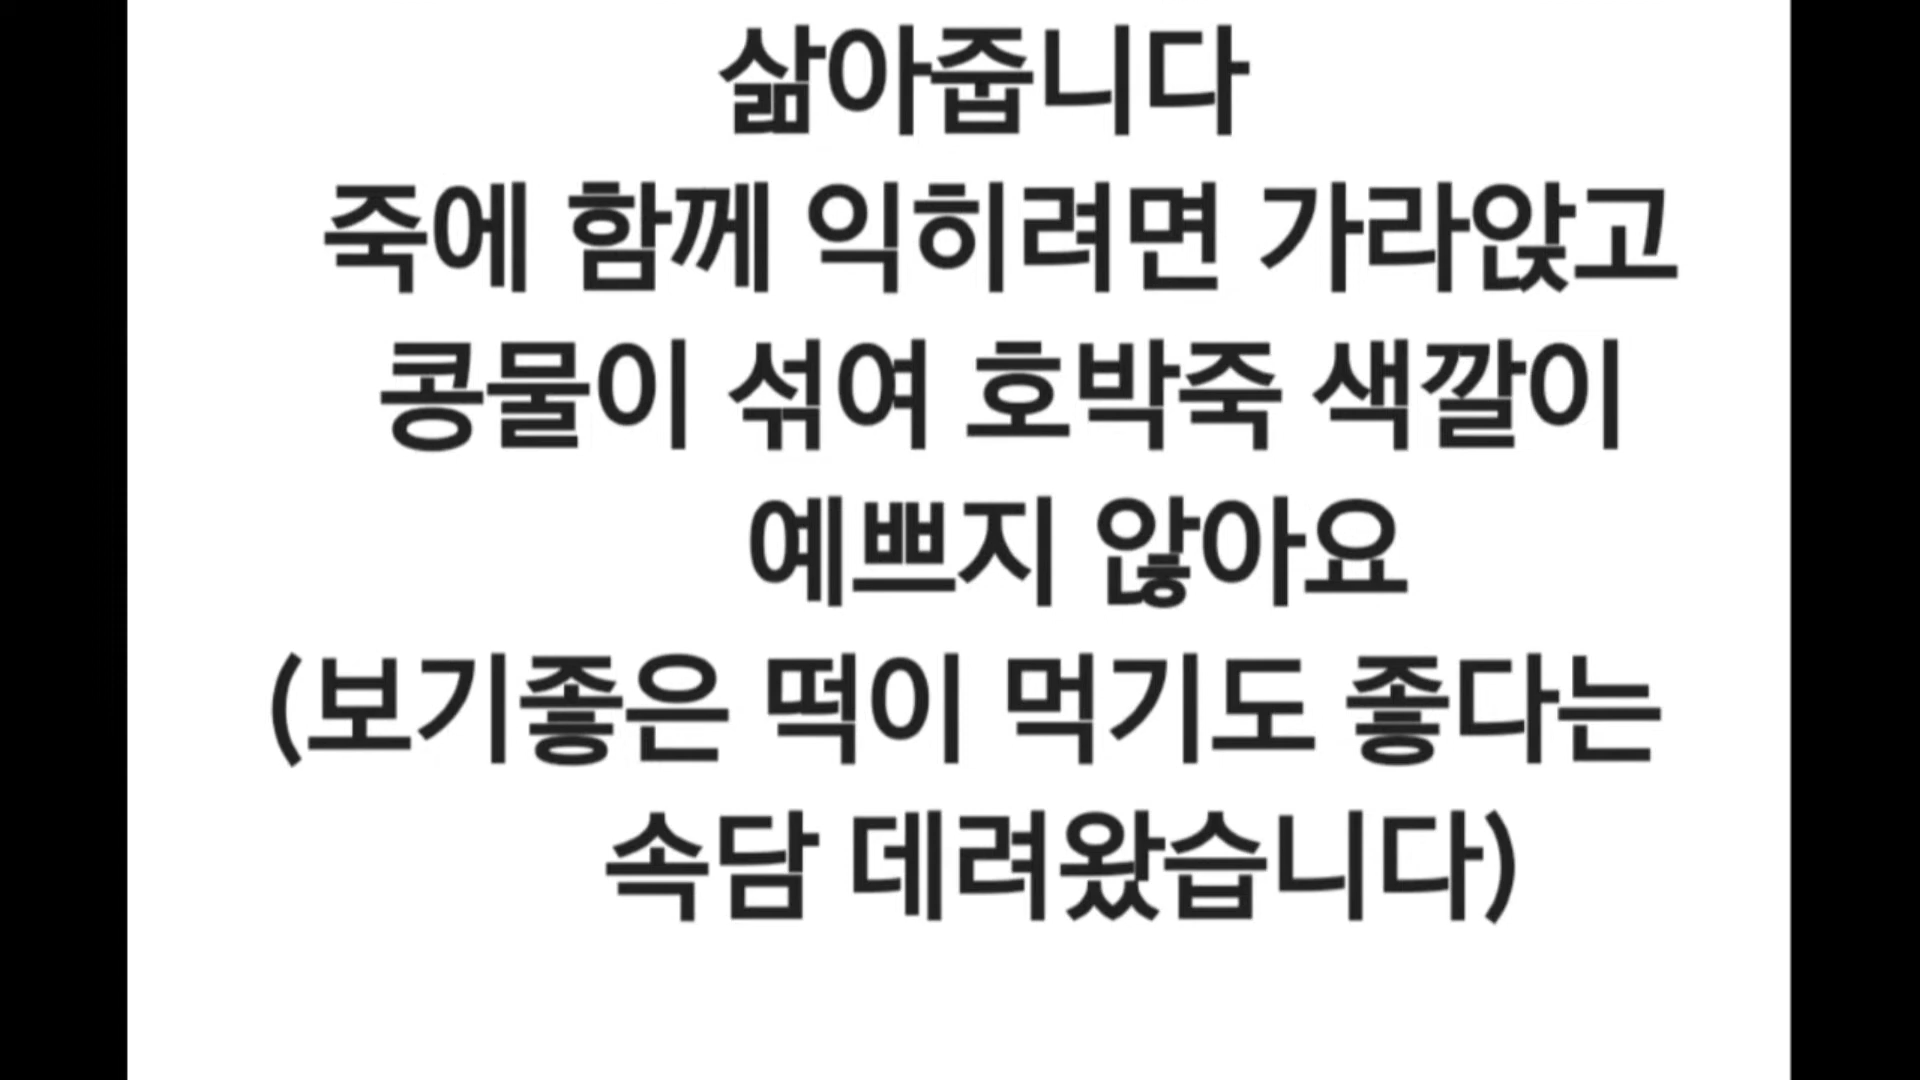 삶아줍니다
죽에 함께 익히려면 가라앉고
콩물이 섞여 호박죽 색깔이
예쁘지 않아요
(보기좋은 떡이 먹기도 좋다는
속담 데려왔습니다)